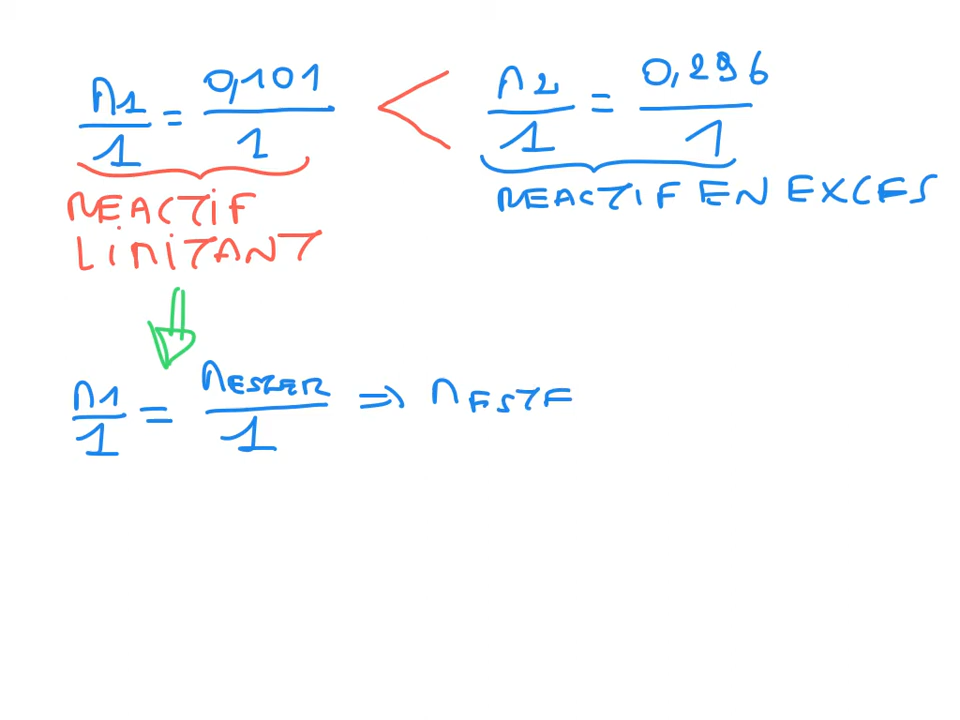 n1/1 = 0,101/1 < n2/1 = 0,296/1
REACTIF
LIMITANT
REACTIF EN EXCES
n1/1 = nESTER/1 => nESTE